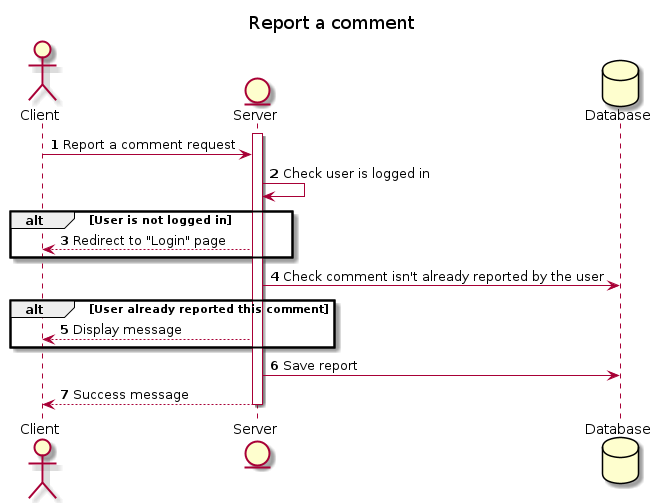 Report a comment
Client
Server
Database
1 Report a comment request
2 Check user is logged in
alt [User is not logged in]
3 Redirect to "Login" page
4 Check comment isn't already reported by the user
alt [User already reported this comment]
5 Display message
6 Save report
7 Success message
Client
Server
Database